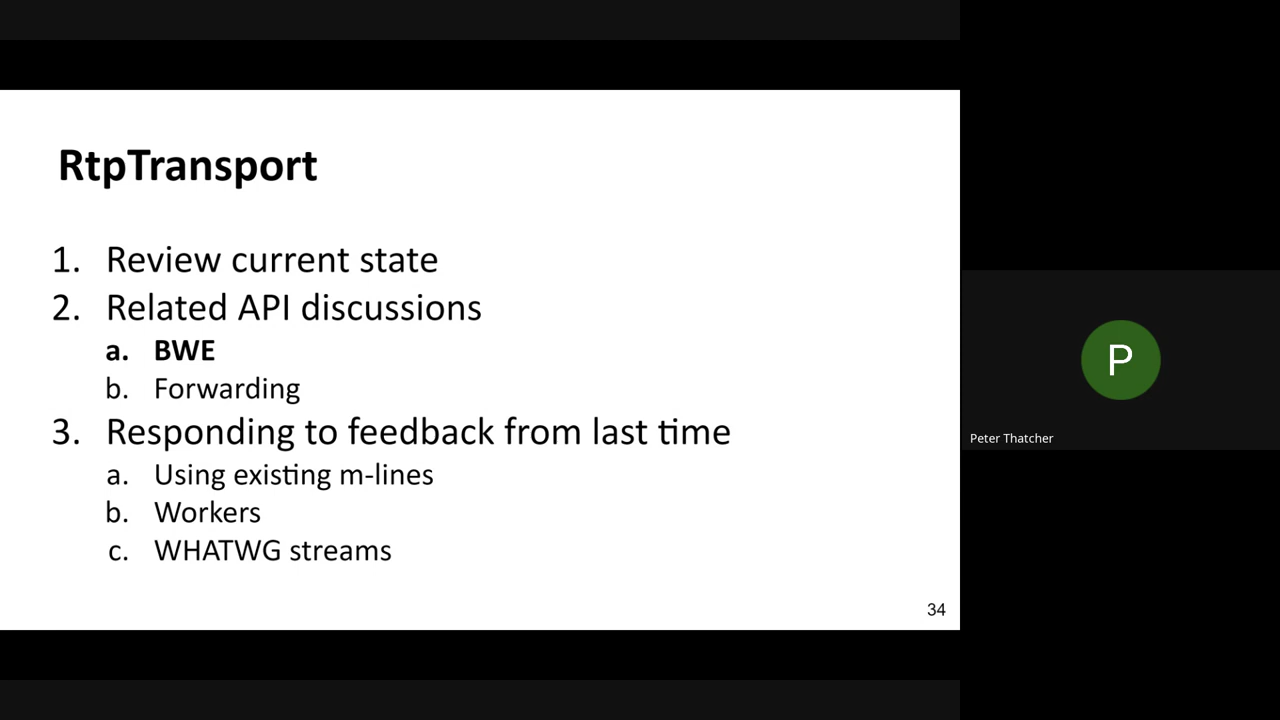 RtpTransport
1. Review current state
2. Related API discussions
a. BWE
b. Forwarding
3. Responding to feedback from last time
a. Using existing m-lines
b. Workers
c. WHATWG streams
34
P
Peter Thatcher